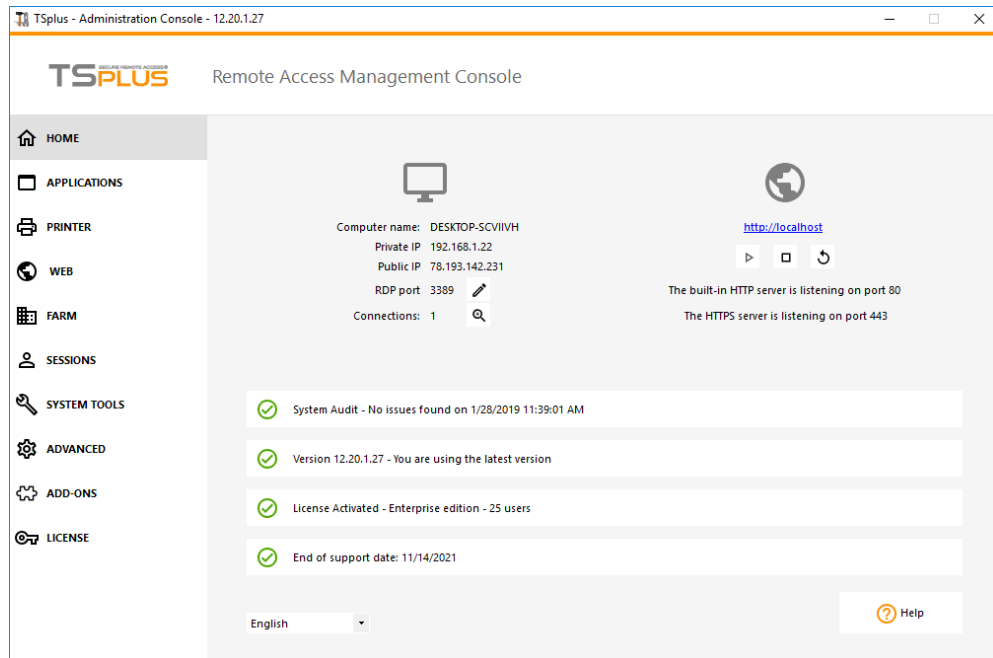 TSplus - Administration Console - 12.20.1.27
SECURE REMOTE ACCESS®
TSPLUS
Remote Access Management Console
HOME
APPLICATIONS
PRINTER
WEB
FARM
SESSIONS
SYSTEM TOOLS
ADVANCED
ADD-ONS
LICENSE
Computer name: DESKTOP-SCVIIVH
Private IP 192.168.1.22
Public IP 78.193.142.231
RDP port 3389
Connections: 1
http://localhost
The built-in HTTP server is listening on port 80
The HTTPS server is listening on port 443
System Audit - No issues found on 1/28/2019 11:39:01 AM
Version 12.20.1.27 - You are using the latest version
License Activated - Enterprise edition - 25 users
End of support date: 11/14/2021
English
Help